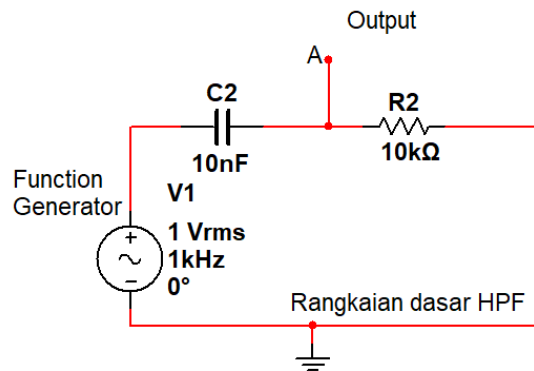 Output
A
C2
10nF
R2
10kΩ
Function
Generator
V1
1 Vrms
1kHz
0°
Rangkaian dasar HPF